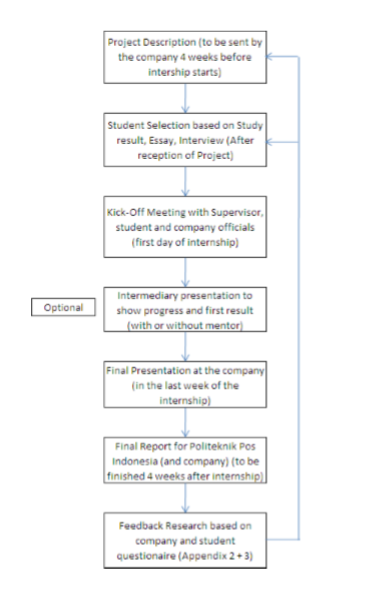 Project Description (to be sent by
the company 4 weeks before
intership starts)
Student Selection based on Study
result, Essay, Interview (After
reception of Project)
Kick-Off Meeting with Supervisor,
student and company officials
(first day of internship)
Optional
Intermediary presentation to
show progress and first result
(with or without mentor)
Final Presentation at the company
(in the last week of the
internship)
Final Report for Politeknik Pos
Indonesia (and company) (to be
finished 4 weeks after internship)
Feedback Research based on
company and student
questionaire (Appendix 2 + 3)